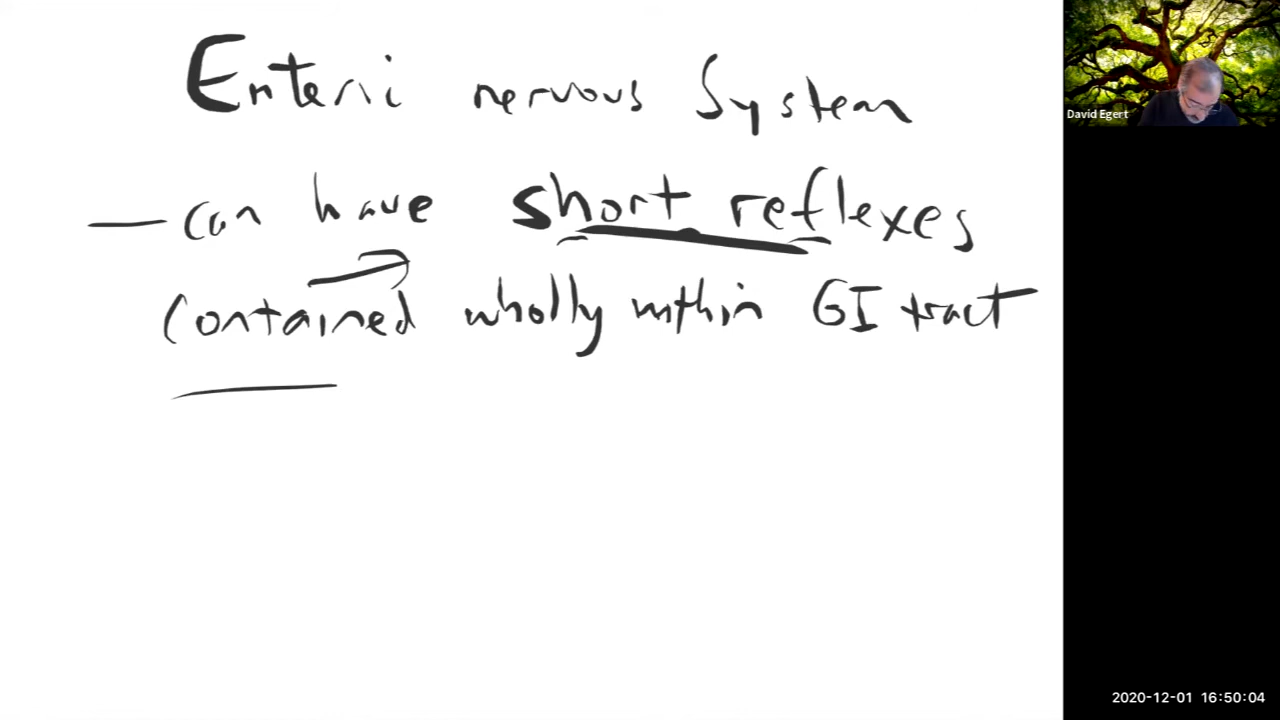 Enteric nervous System
— can have short reflexes
contained wholly within GI tract
David Egert
2020-12-01 16:50:04